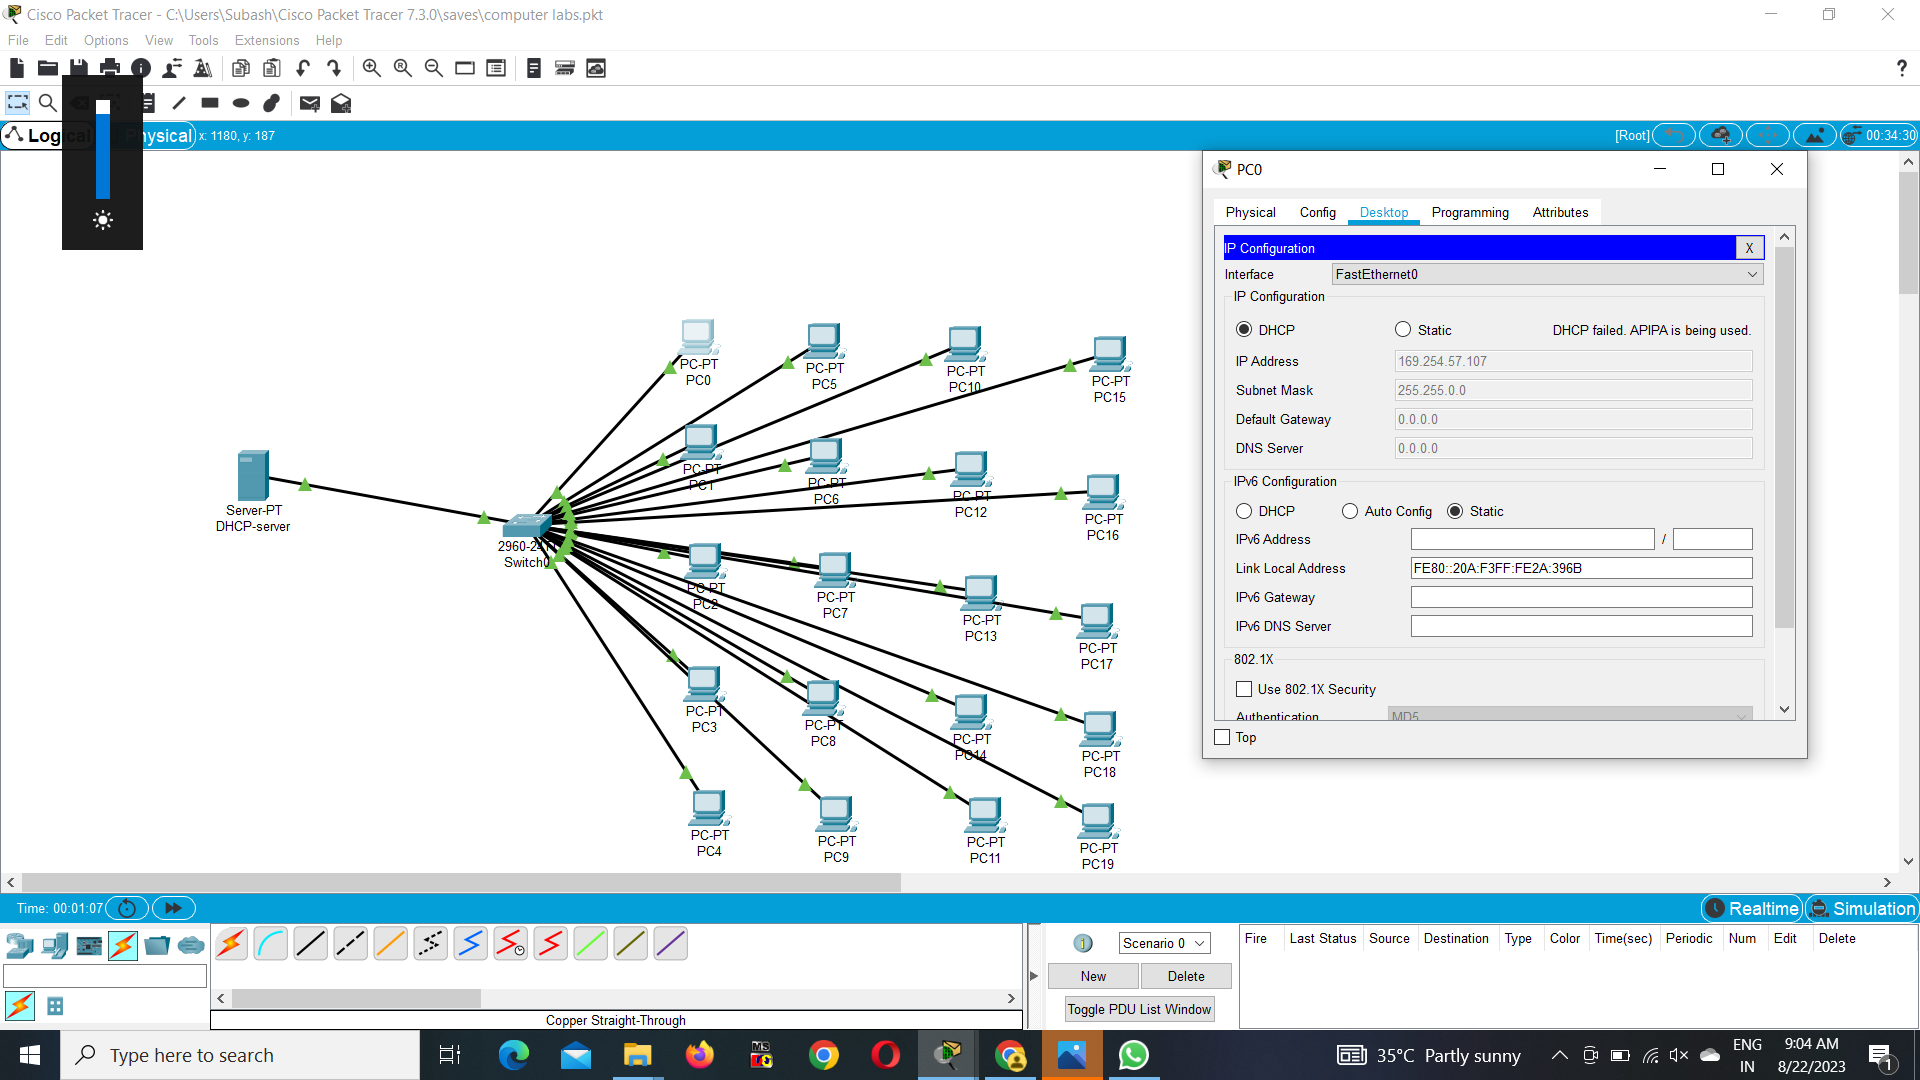 Cisco Packet Tracer - C:\Users\Subash\Cisco Packet Tracer 7.3.0\saves\computer labs.pkt
File Edit Options View Tools Extensions Help
Logical Physical x: 1180, y: 187
[Root] 00:34:30
PC0
Physical Config Desktop Programming Attributes
IP Configuration X
Interface FastEthernet0
IP Configuration
DHCP Static DHCP failed. APIPA is being used.
IP Address 169.254.57.107
Subnet Mask 255.255.0.0
Default Gateway 0.0.0.0
DNS Server 0.0.0.0
IPv6 Configuration
DHCP Auto Config Static
IPv6 Address /
Link Local Address FE80::20A:F3FF:FE2A:396B
IPv6 Gateway
IPv6 DNS Server
802.1X
Use 802.1X Security
Authentication MD5
Top
PC-PT
PC0
PC-PT
PC5
PC-PT
PC10
PC-PT
PC15
PC-PT
PC1
PC-PT
PC6
PC-PT
PC12
PC-PT
PC16
Server-PT
DHCP-server
Switch0
PC-PT
PC2
PC-PT
PC7
PC-PT
PC13
PC-PT
PC17
PC-PT
PC3
PC-PT
PC8
PC-PT
PC14
PC-PT
PC18
PC-PT
PC4
PC-PT
PC9
PC-PT
PC11
PC-PT
PC19
Time: 00:01:07
Realtime Simulation
Scenario 0
New Delete
Toggle PDU List Window
Fire Last Status Source Destination Type Color Time(sec) Periodic Num Edit Delete
Copper Straight-Through
Type here to search
35°C Partly sunny
ENG
IN
9:04 AM
8/22/2023
1